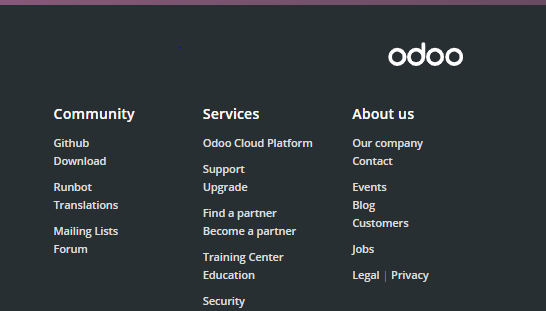 odoo
Community
Github
Download
Runbot
Translations
Mailing Lists
Forum
Services
Odoo Cloud Platform
Support
Upgrade
Find a partner
Become a partner
Training Center
Education
Security
About us
Our company
Contact
Events
Blog
Customers
Jobs
Legal | Privacy